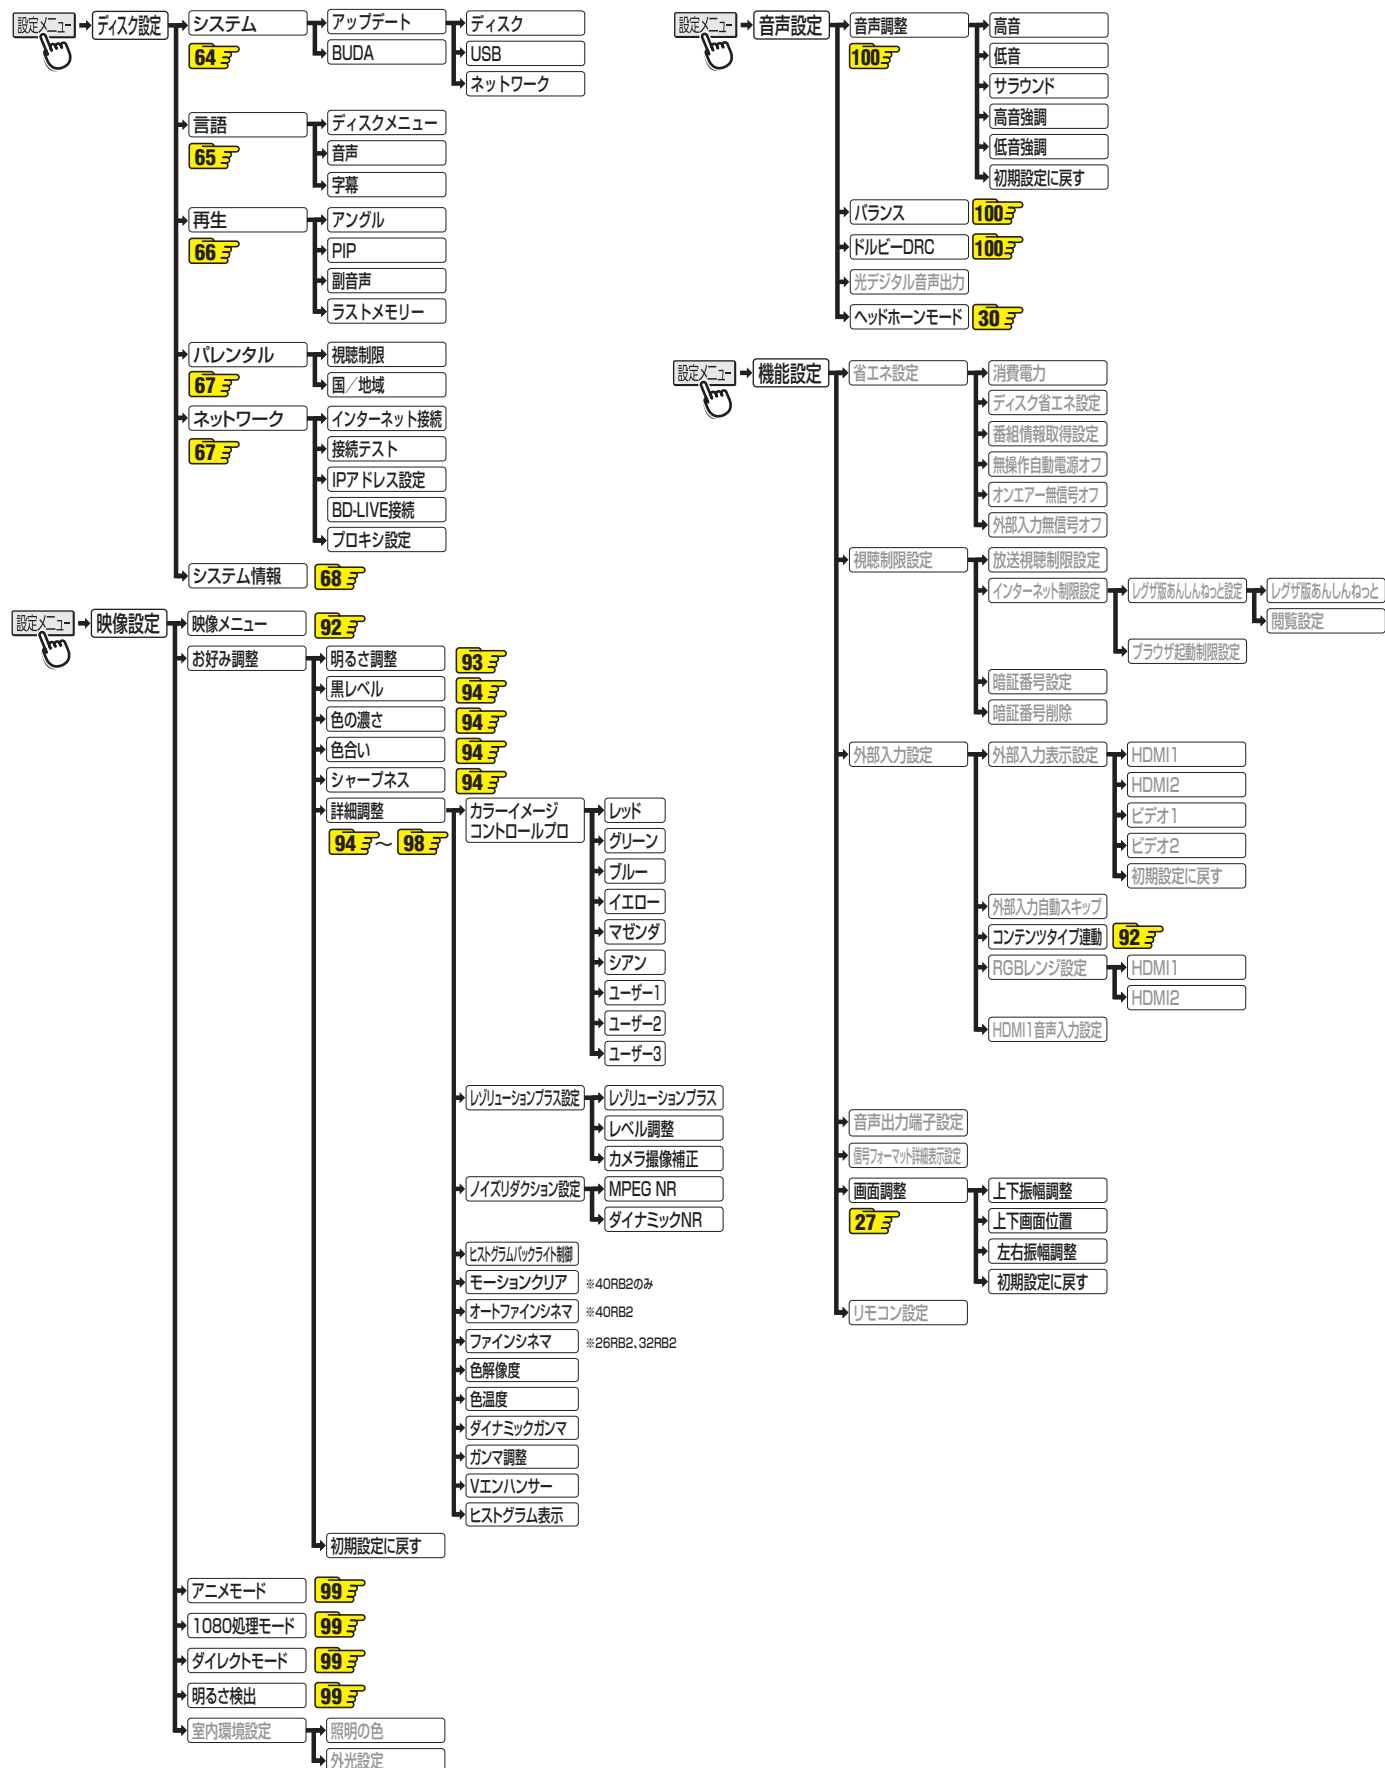 設定メニュー
ディスク設定
システム
64
アップデート
ディスク
USB
ネットワーク
BUDA
言語
65
ディスクメニュー
音声
字幕
再生
66
アングル
PIP
副音声
ラストメモリー
パレンタル
67
視聴制限
国／地域
ネットワーク
67
インターネット接続
接続テスト
IPアドレス設定
BD-LIVE接続
プロキシ設定
システム情報
68
設定メニュー
映像設定
映像メニュー
92
お好み調整
明るさ調整
93
黒レベル
94
色の濃さ
94
色合い
94
シャープネス
94
詳細調整
94～98
カラーイメージ
コントロールプロ
レッド
グリーン
ブルー
イエロー
マゼンダ
シアン
ユーザー1
ユーザー2
ユーザー3
レゾリューションプラス設定
レゾリューションプラス
レベル調整
カメラ撮像補正
ノイズリダクション設定
MPEG NR
ダイナミックNR
ヒストグラムバックライト制御
モーションクリア
※40RB2のみ
オートファインシネマ
※40RB2
ファインシネマ
※26RB2、32RB2
色解像度
色温度
ダイナミックガンマ
ガンマ調整
Vエンハンサー
ヒストグラム表示
初期設定に戻す
アニメモード
99
1080処理モード
99
ダイレクトモード
99
明るさ検出
99
室内環境設定
照明の色
外光設定
設定メニュー
音声設定
音声調整
100
高音
低音
サラウンド
高音強調
低音強調
初期設定に戻す
バランス
100
ドルビーDRC
100
光デジタル音声出力
ヘッドホーンモード
30
設定メニュー
機能設定
省エネ設定
消費電力
ディスク省エネ設定
番組情報取得設定
無操作自動電源オフ
オンエアー無信号オフ
外部入力無信号オフ
視聴制限設定
放送視聴制限設定
インターネット制限設定
レグザ版あんしんねっと設定
レグザ版あんしんねっと
閲覧設定
ブラウザ起動制限設定
暗証番号設定
暗証番号削除
外部入力設定
外部入力表示設定
HDMI1
HDMI2
ビデオ1
ビデオ2
初期設定に戻す
外部入力自動スキップ
コンテンツタイプ連動
92
RGBレンジ設定
HDMI1
HDMI2
HDMI1音声入力設定
音声出力端子設定
信号フォーマット詳細表示設定
画面調整
27
上下振幅調整
上下画面位置
左右振幅調整
初期設定に戻す
リモコン設定